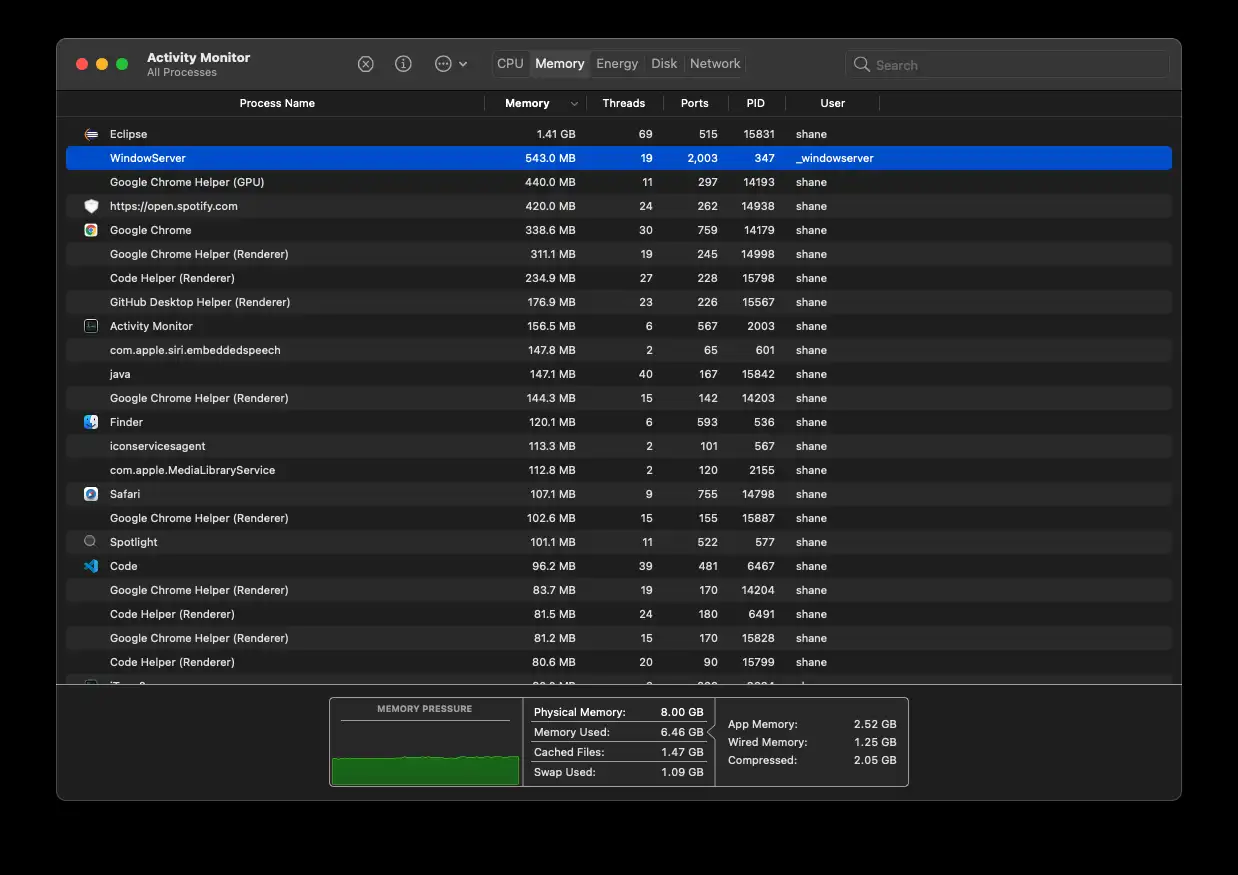 Activity Monitor
All Processes
CPU Memory Energy Disk Network
Search
Process Name Memory Threads Ports PID User
Eclipse 1.41 GB 69 515 15831 shane
WindowServer 543.0 MB 19 2,003 347 _windowserver
Google Chrome Helper (GPU) 440.0 MB 11 297 14193 shane
https://open.spotify.com 420.0 MB 24 262 14938 shane
Google Chrome 338.6 MB 30 759 14179 shane
Google Chrome Helper (Renderer) 311.1 MB 19 245 14998 shane
Code Helper (Renderer) 234.9 MB 27 228 15798 shane
GitHub Desktop Helper (Renderer) 176.9 MB 23 226 15567 shane
Activity Monitor 156.5 MB 6 567 2003 shane
com.apple.siri.embeddedspeech 147.8 MB 2 65 601 shane
java 147.1 MB 40 167 15842 shane
Google Chrome Helper (Renderer) 144.3 MB 15 142 14203 shane
Finder 120.1 MB 6 593 536 shane
iconservicesagent 113.3 MB 2 101 567 shane
com.apple.MediaLibraryService 112.8 MB 2 120 2155 shane
Safari 107.1 MB 9 755 14798 shane
Google Chrome Helper (Renderer) 102.6 MB 15 155 15887 shane
Spotlight 101.1 MB 11 522 577 shane
Code 96.2 MB 39 481 6467 shane
Google Chrome Helper (Renderer) 83.7 MB 19 170 14204 shane
Code Helper (Renderer) 81.5 MB 24 180 6491 shane
Google Chrome Helper (Renderer) 81.2 MB 15 170 15828 shane
Code Helper (Renderer) 80.6 MB 20 90 15799 shane
MEMORY PRESSURE
Physical Memory: 8.00 GB
Memory Used: 6.46 GB
Cached Files: 1.47 GB
Swap Used: 1.09 GB
App Memory: 2.52 GB
Wired Memory: 1.25 GB
Compressed: 2.05 GB